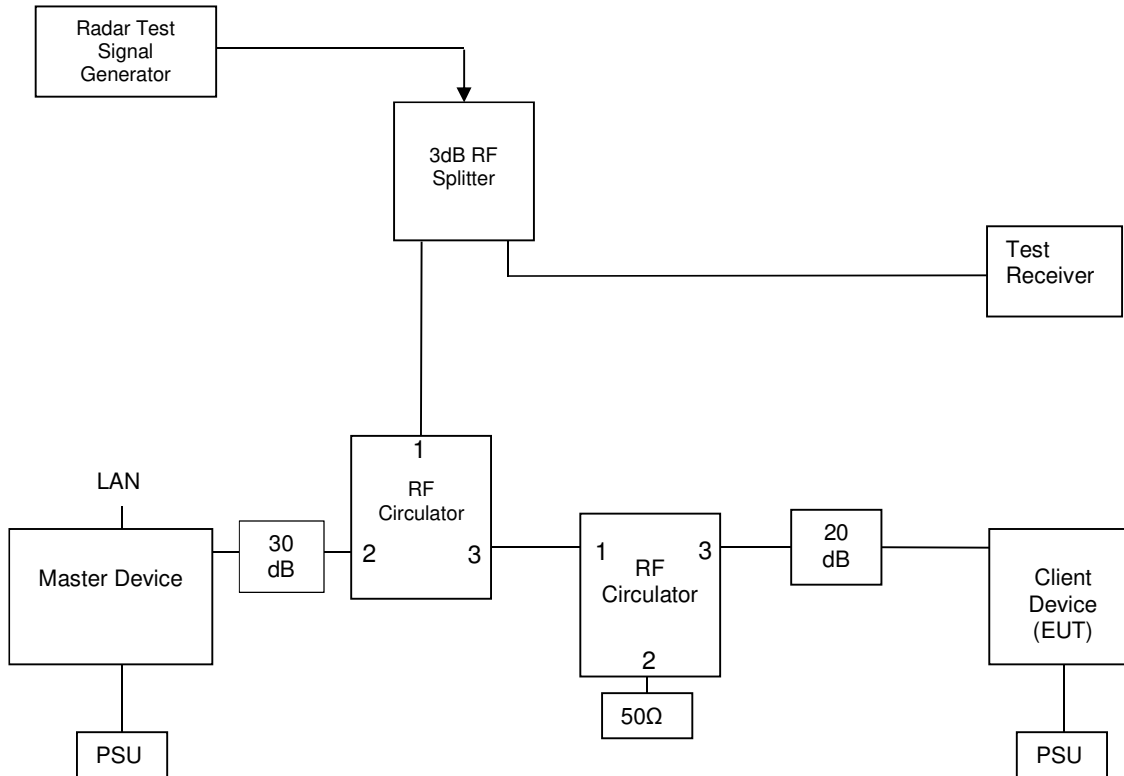 Radar Test
Signal
Generator
3dB RF
Splitter
Test
Receiver
LAN
Master Device
30
dB
1
RF
Circulator
2
3
1
3
RF
Circulator
2
50Ω
20
dB
Client
Device
(EUT)
PSU
PSU